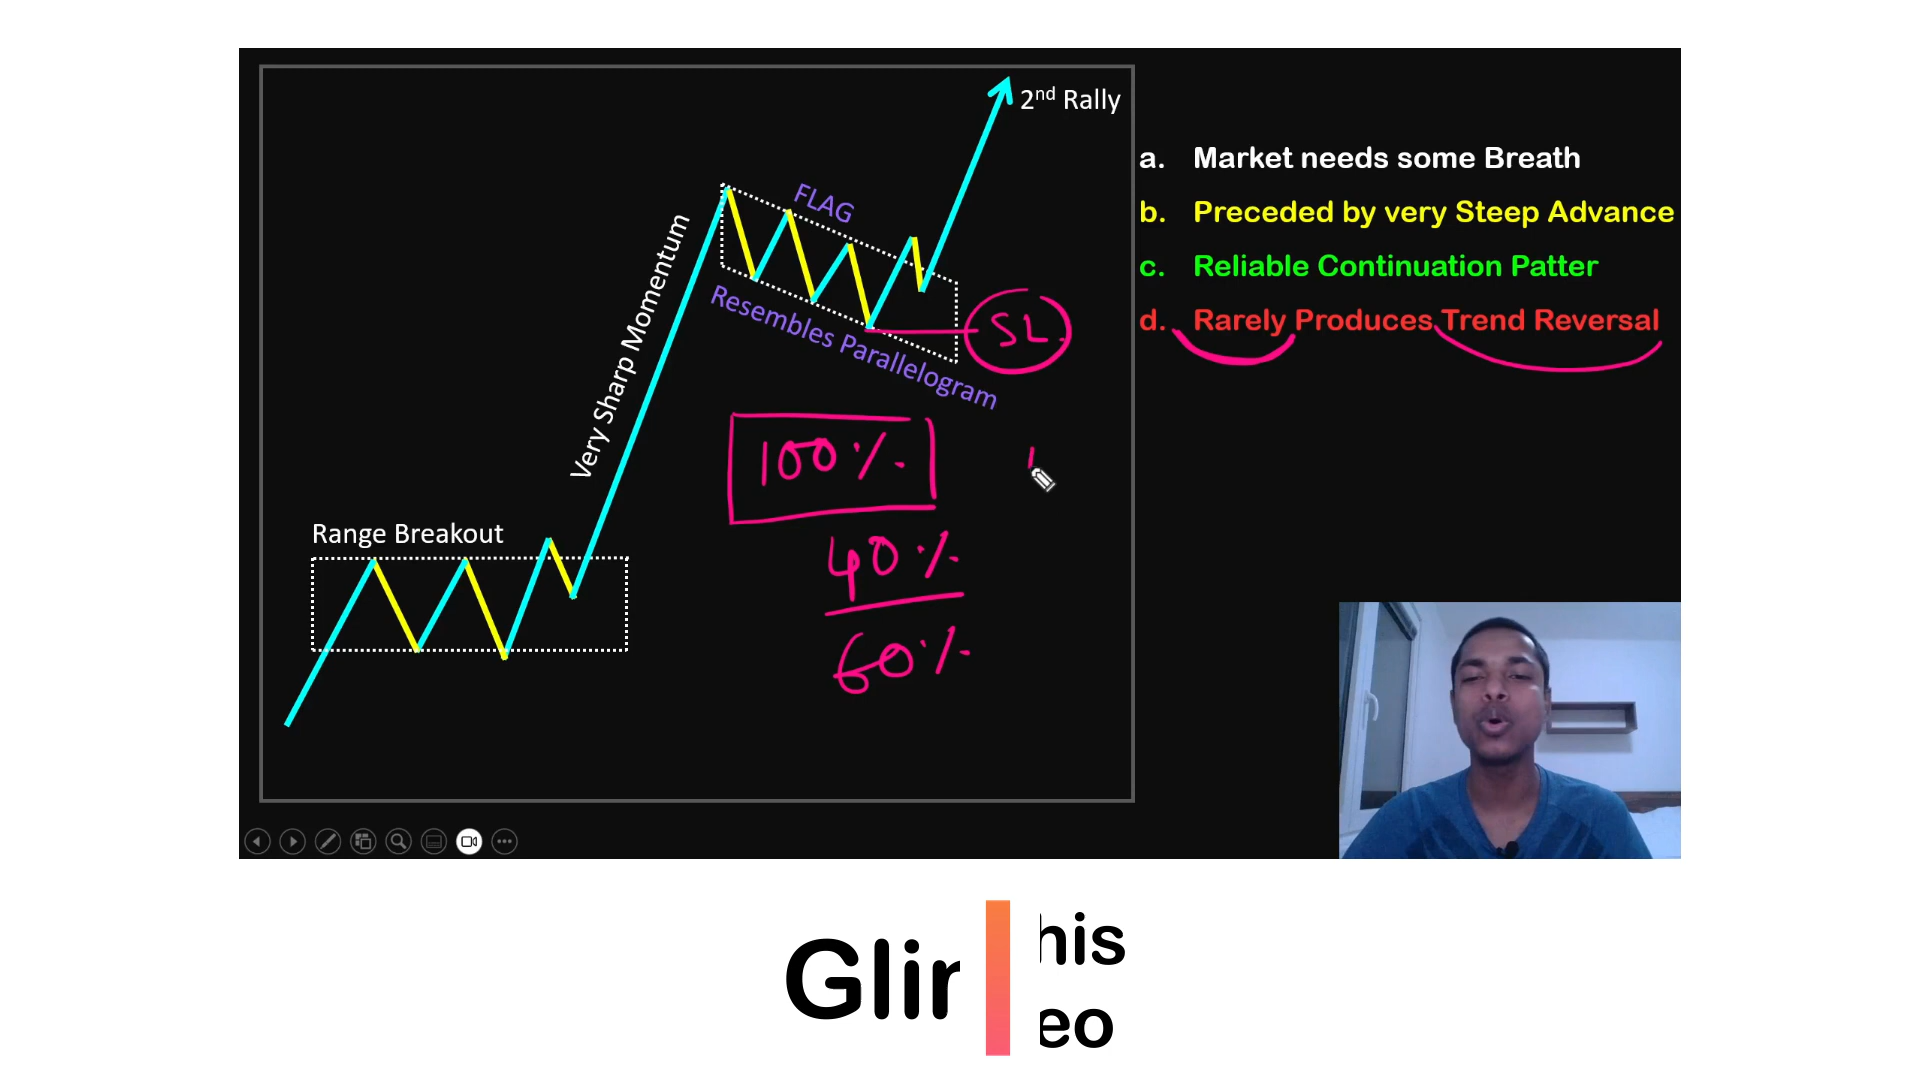 2nd Rally
FLAG
Very Sharp Momentum
Resembles Parallelogram
SL.
100%
40%
60%
Range Breakout
a. Market needs some Breath
b. Preceded by very Steep Advance
c. Reliable Continuation Patter
d. Rarely Produces Trend Reversal
Glir
his
eo